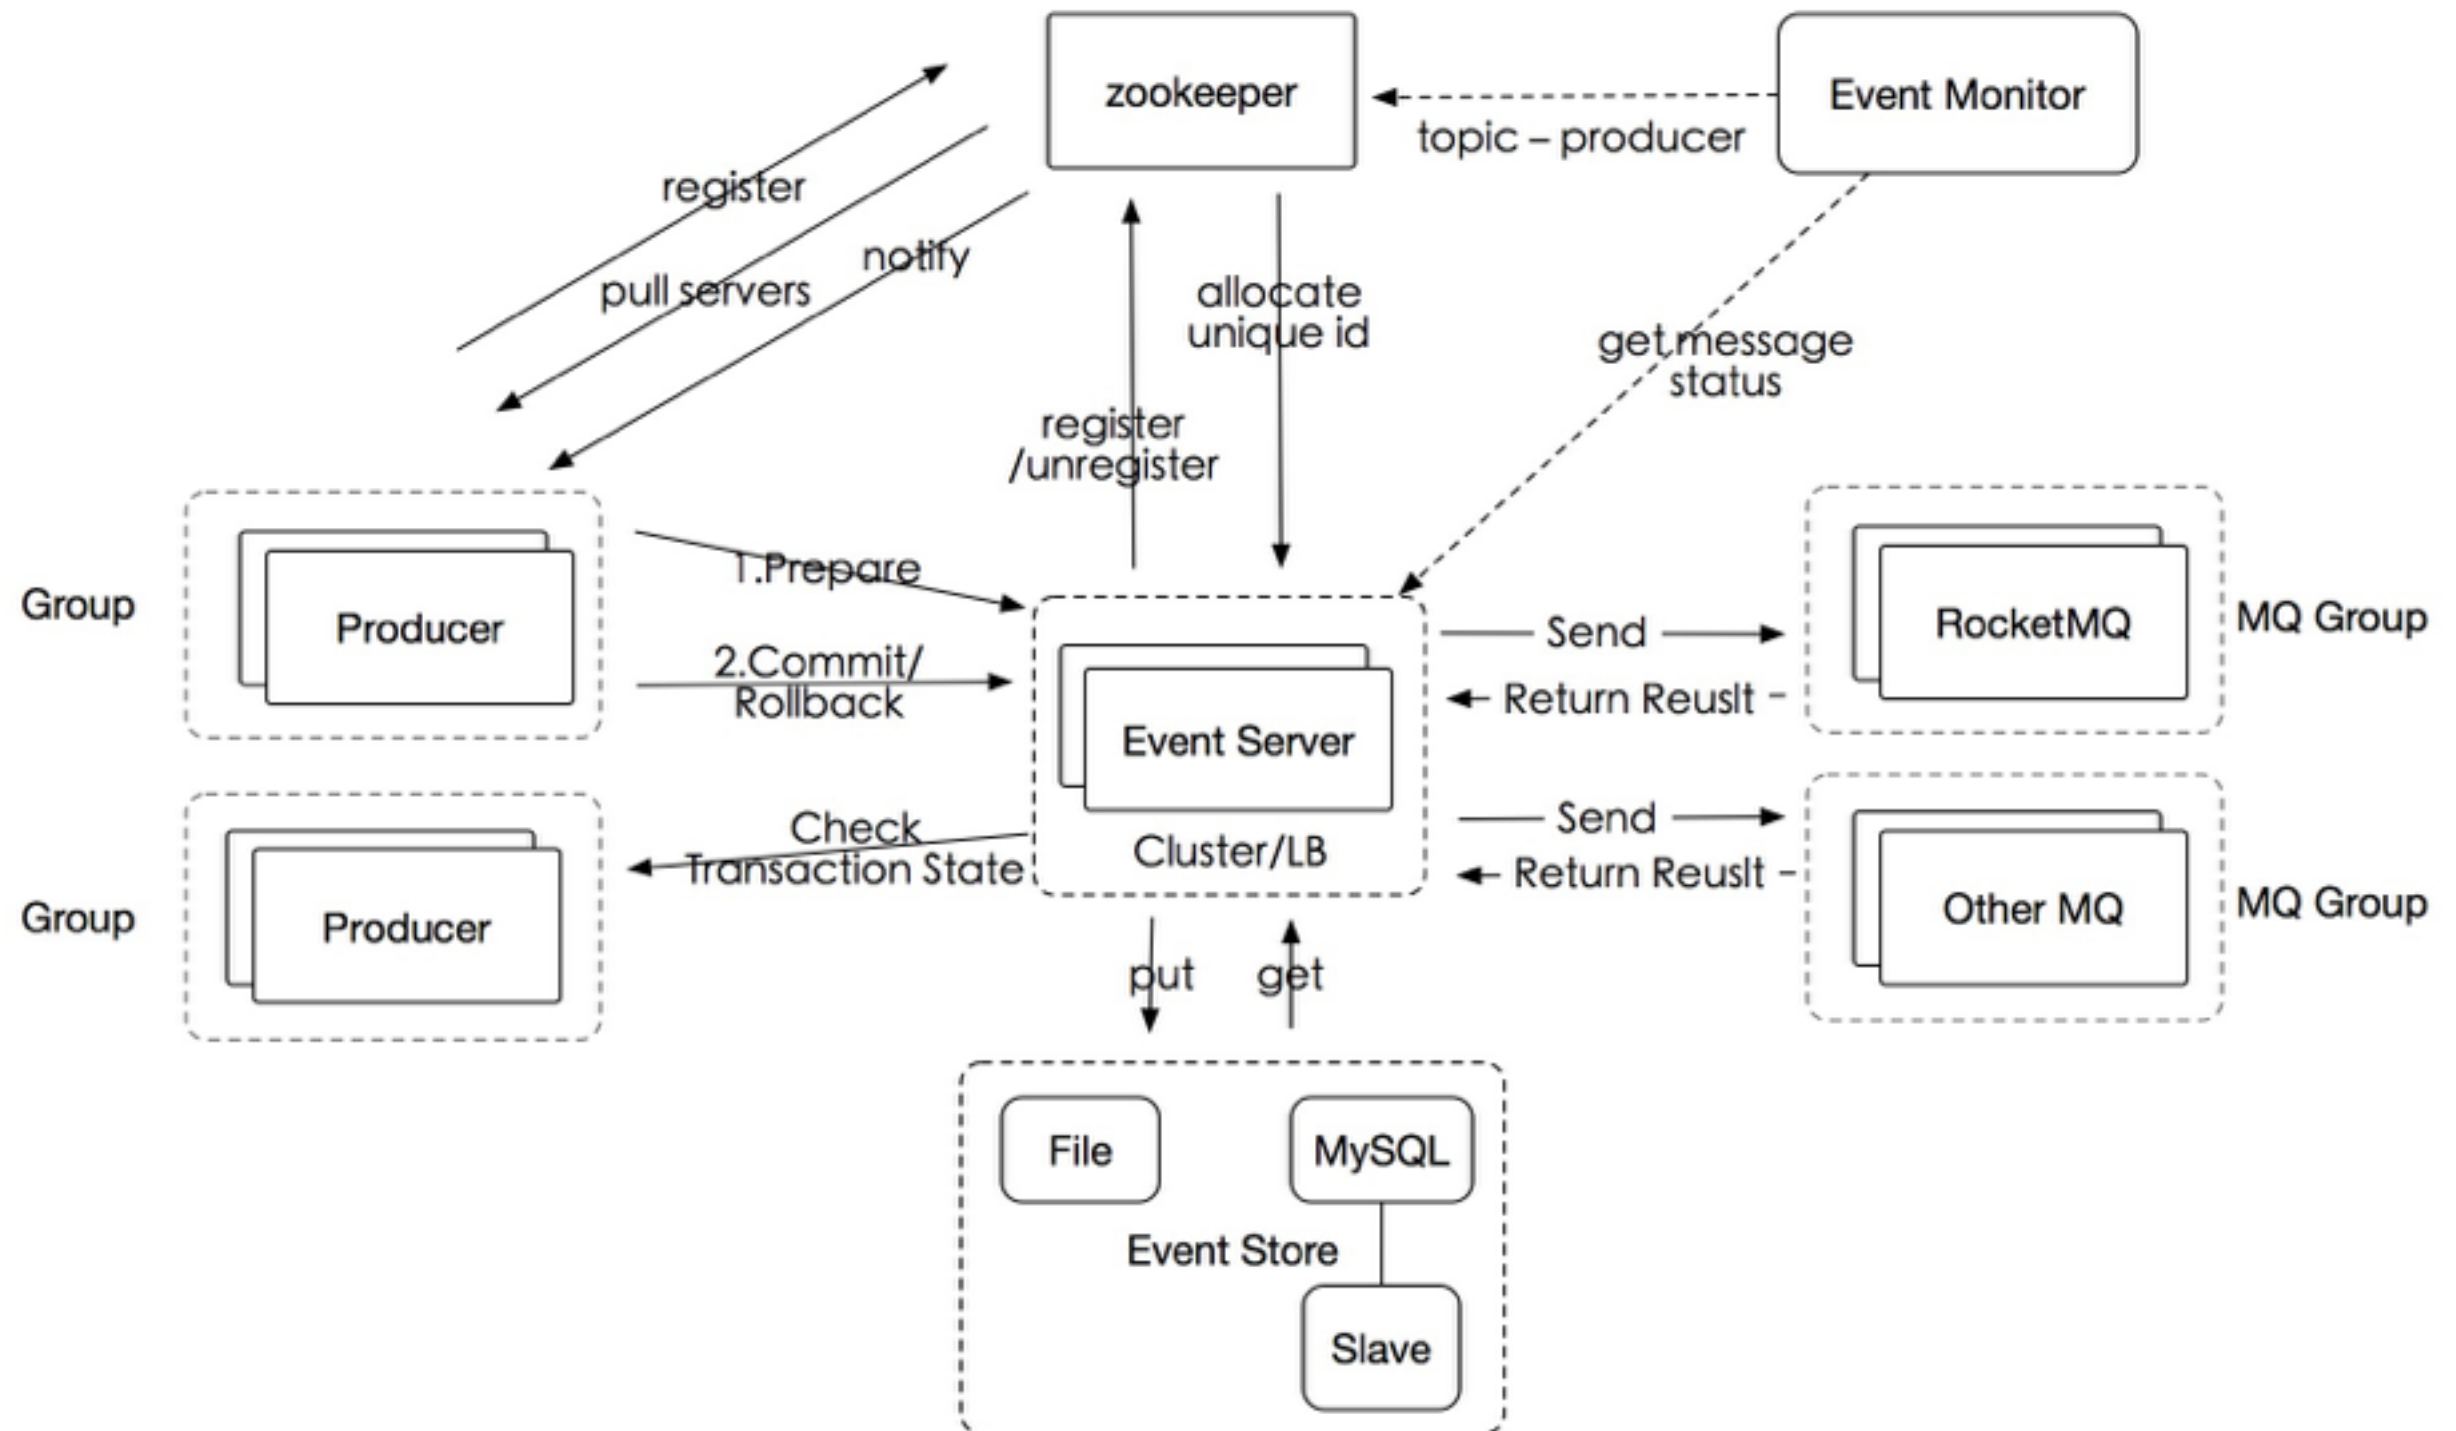 zookeeper
Event Monitor
topic – producer
register
notify
pull servers
allocate
unique id
get message
status
register
/unregister
1.Prepare
Group
Producer
RocketMQ
MQ Group
Send
2.Commit/
Rollback
Return Reuslt
Event Server
Check
Transaction State
Cluster/LB
Send
Return Reuslt
Group
Producer
Other MQ
MQ Group
put
get
File
MySQL
Event Store
Slave